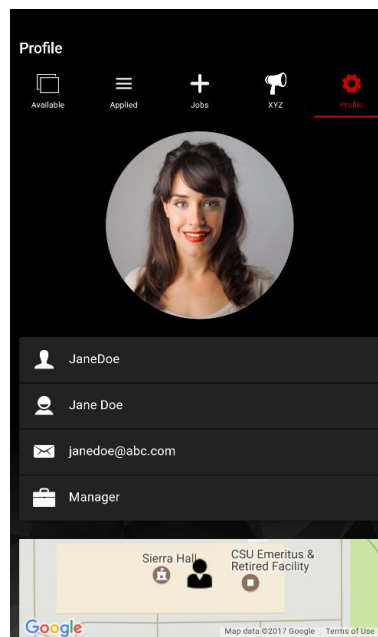 Profile
Available
Applied
Jobs
XYZ
Profile
JaneDoe
Jane Doe
janedoe@abc.com
Manager
Sierra Hall
CSU Emeritus &
Retired Facility
Google
Map data ©2017 Google
Terms of Use